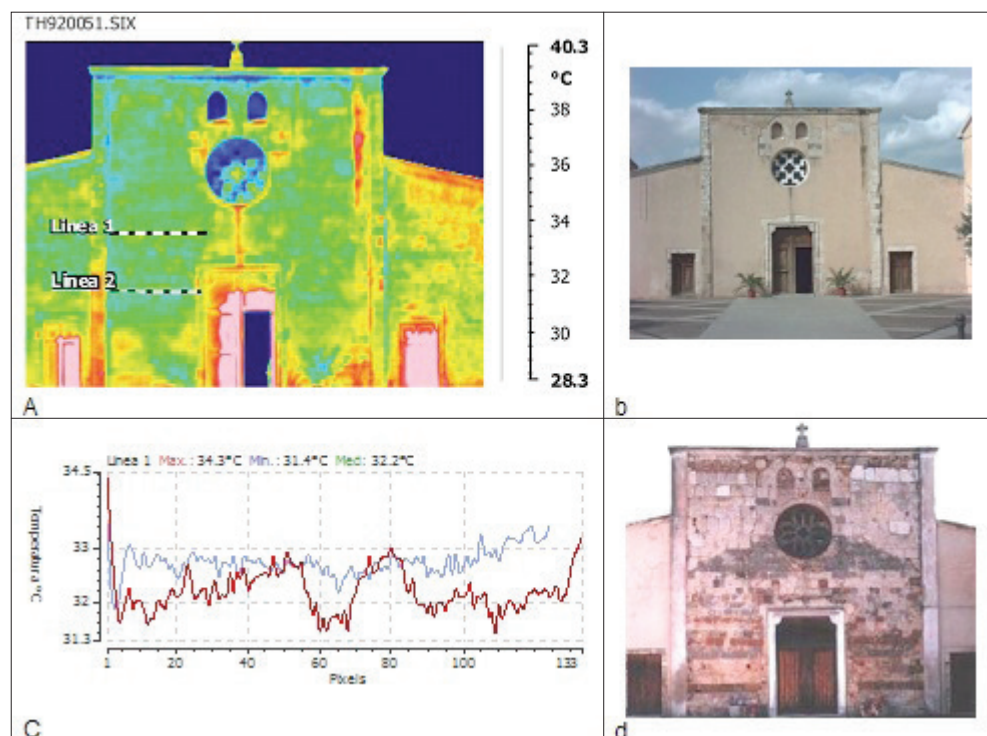 TH920051.SIX
40.3
°C
38
36
34
32
30
28.3
Linea 1
Linea 2
A
b
Linea 1 Max.: 34.3°C Min.: 31.4°C Med: 32.2°C
34.5
33
32
31.3
Temperatura °C
1 20 40 60 80 100 133
Pixels
C
d